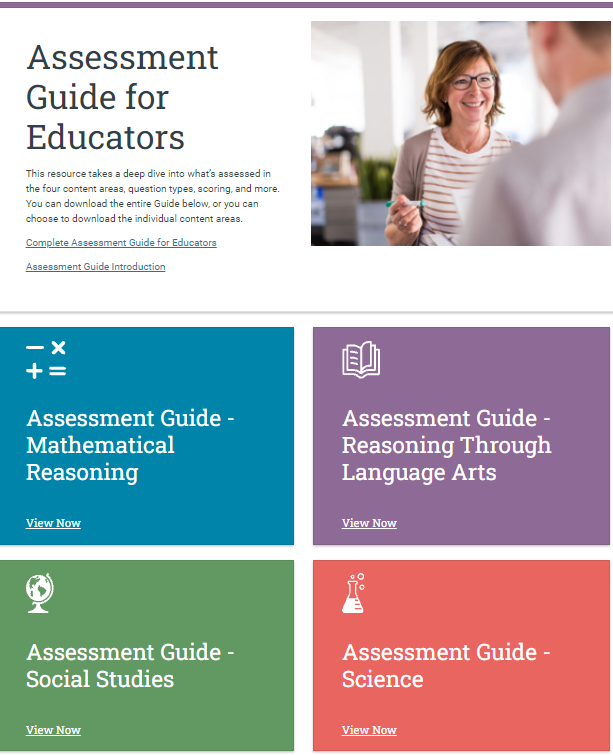 Assessment
Guide for
Educators
This resource takes a deep dive into what's assessed in
the four content areas, question types, scoring, and more.
You can download the entire Guide below, or you can
choose to download the individual content areas.
Complete Assessment Guide for Educators
Assessment Guide Introduction
Assessment Guide -
Mathematical
Reasoning
View Now
Assessment Guide -
Reasoning Through
Language Arts
View Now
Assessment Guide -
Social Studies
View Now
Assessment Guide -
Science
View Now